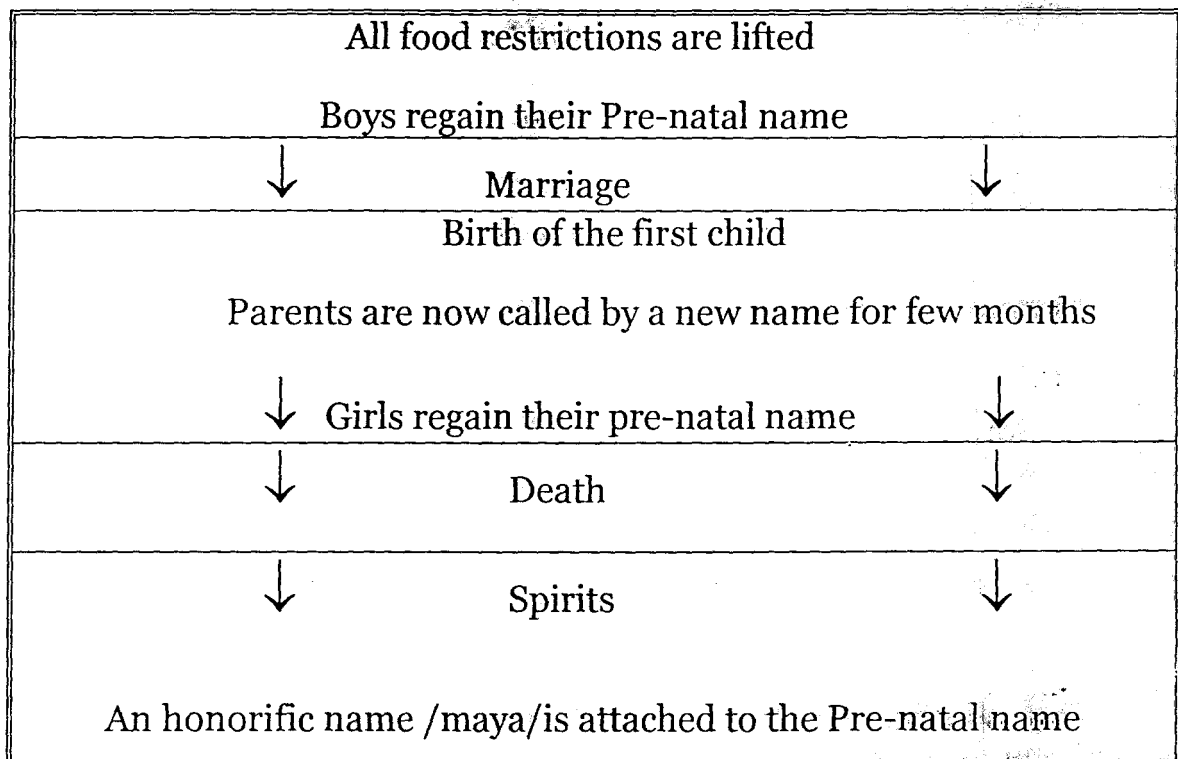 All food restrictions are lifted
Boys regain their Pre-natal name
↓ Marriage ↓
Birth of the first child
Parents are now called by a new name for few months
↓ Girls regain their pre-natal name ↓
↓ Death ↓
↓ Spirits ↓
An honorific name /maya/is attached to the Pre-natal name